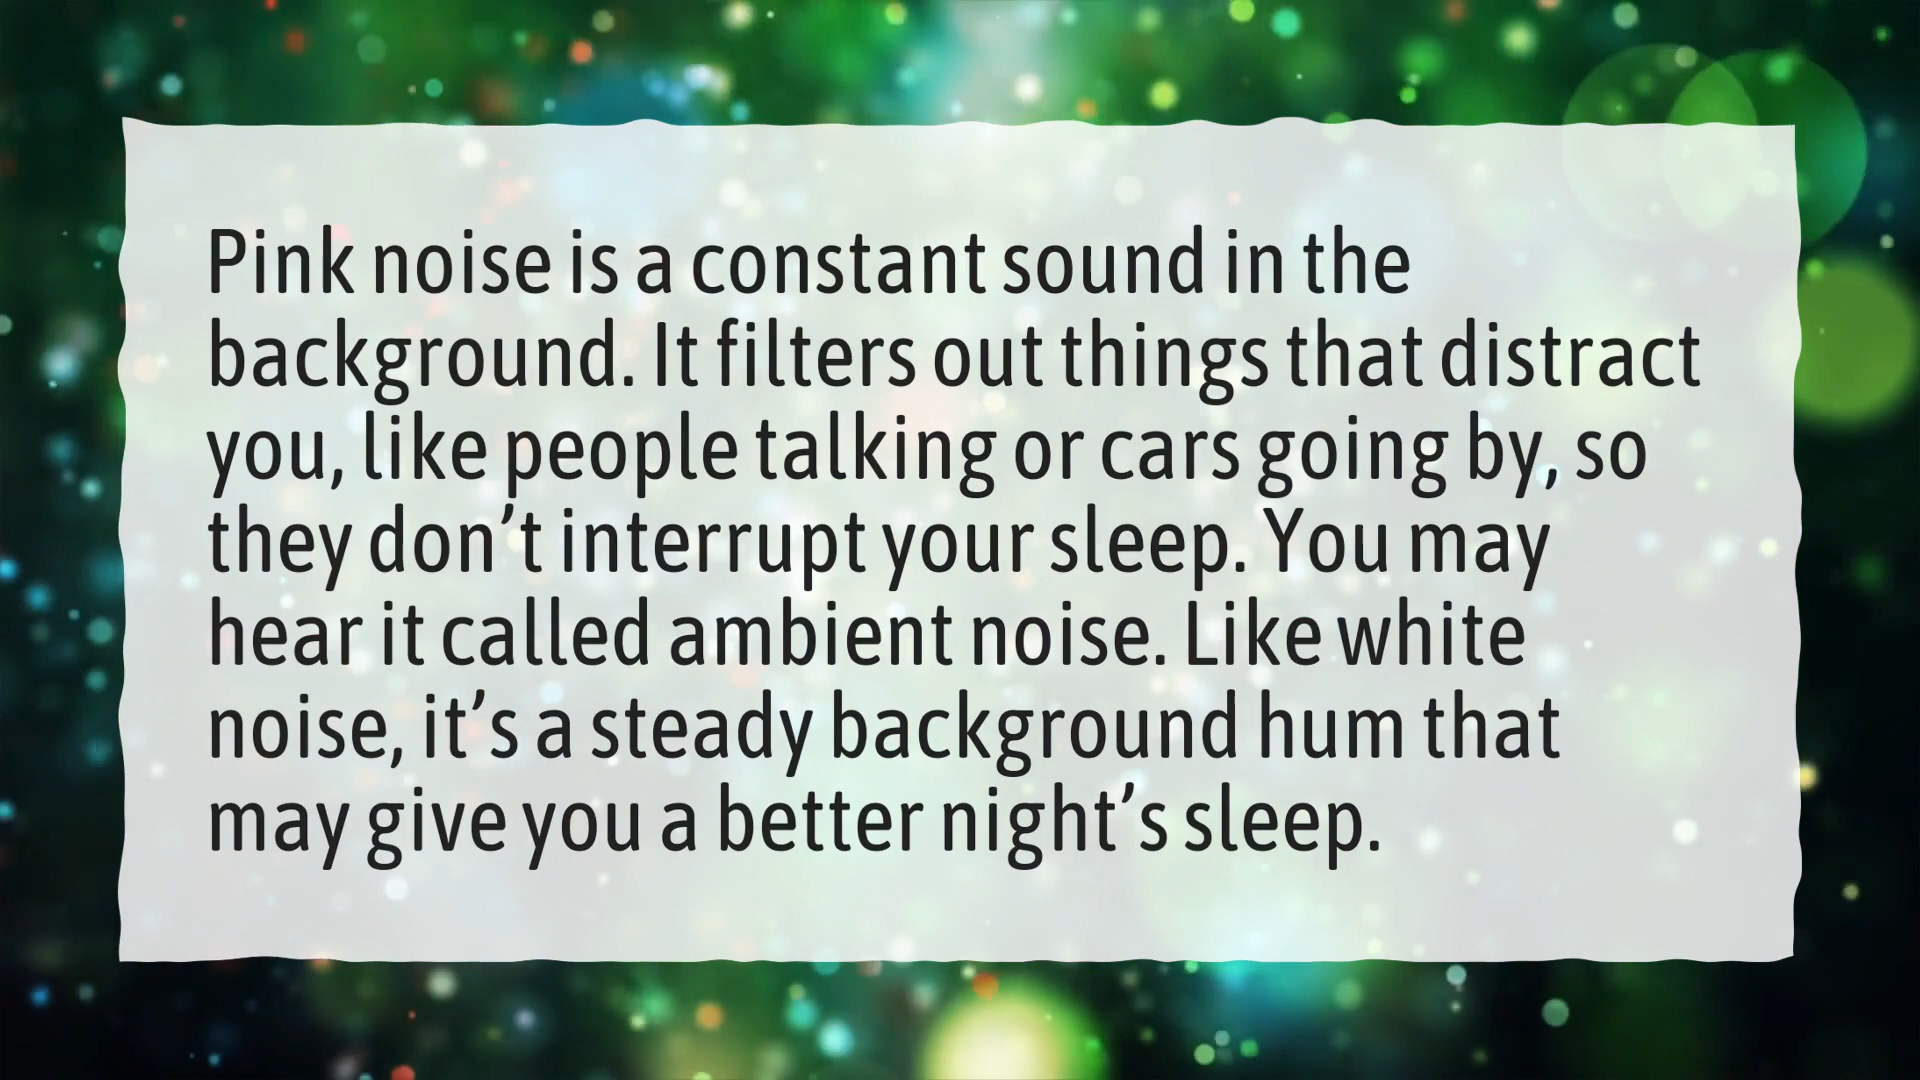 Pink noise is a constant sound in the
background. It filters out things that distract
you, like people talking or cars going by, so
they don’t interrupt your sleep. You may
hear it called ambient noise. Like white
noise, it’s a steady background hum that
may give you a better night’s sleep.